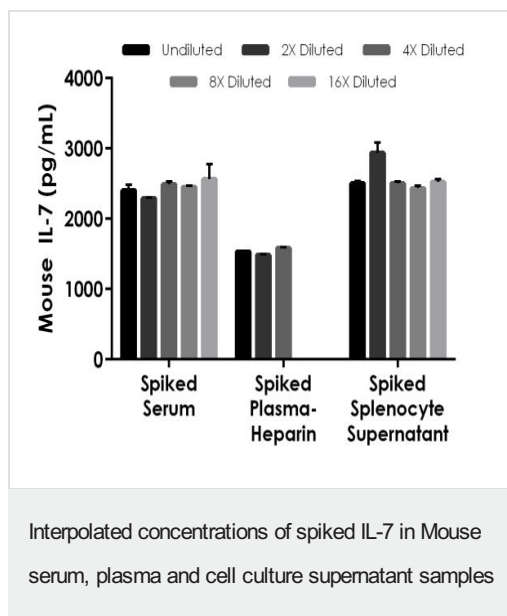 Undiluted 2X Diluted 4X Diluted
8X Diluted 16X Diluted
Mouse IL-7 (pg/mL)
4000
3000
2000
1000
0
Spiked Serum
Spiked Plasma-Heparin
Spiked Splenocyte Supernatant
Interpolated concentrations of spiked IL-7 in Mouse
serum, plasma and cell culture supernatant samples